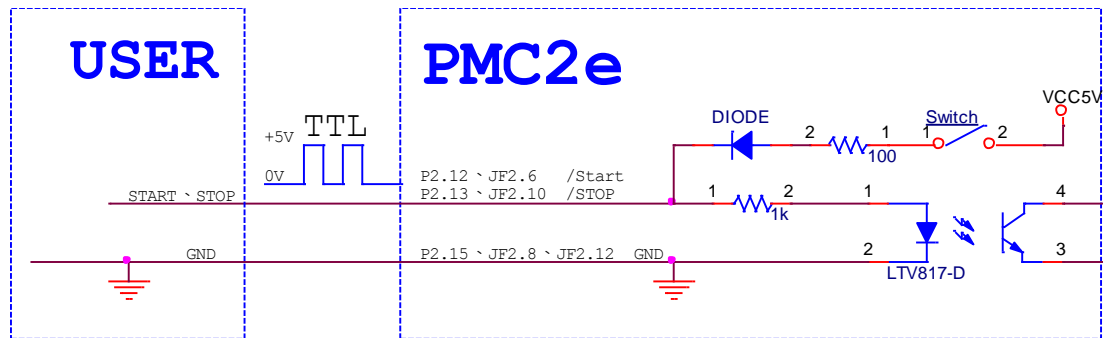 USER
PMC2e
VCC5V
DIODE
Switch
2 1 1 2
100
+5V TTL
0V
P2.12、JF2.6 /Start
START、STOP P2.13、JF2.10 /STOP
1 2 1 4
1k
GND P2.15、JF2.8、JF2.12 GND
2 3
LTV817-D